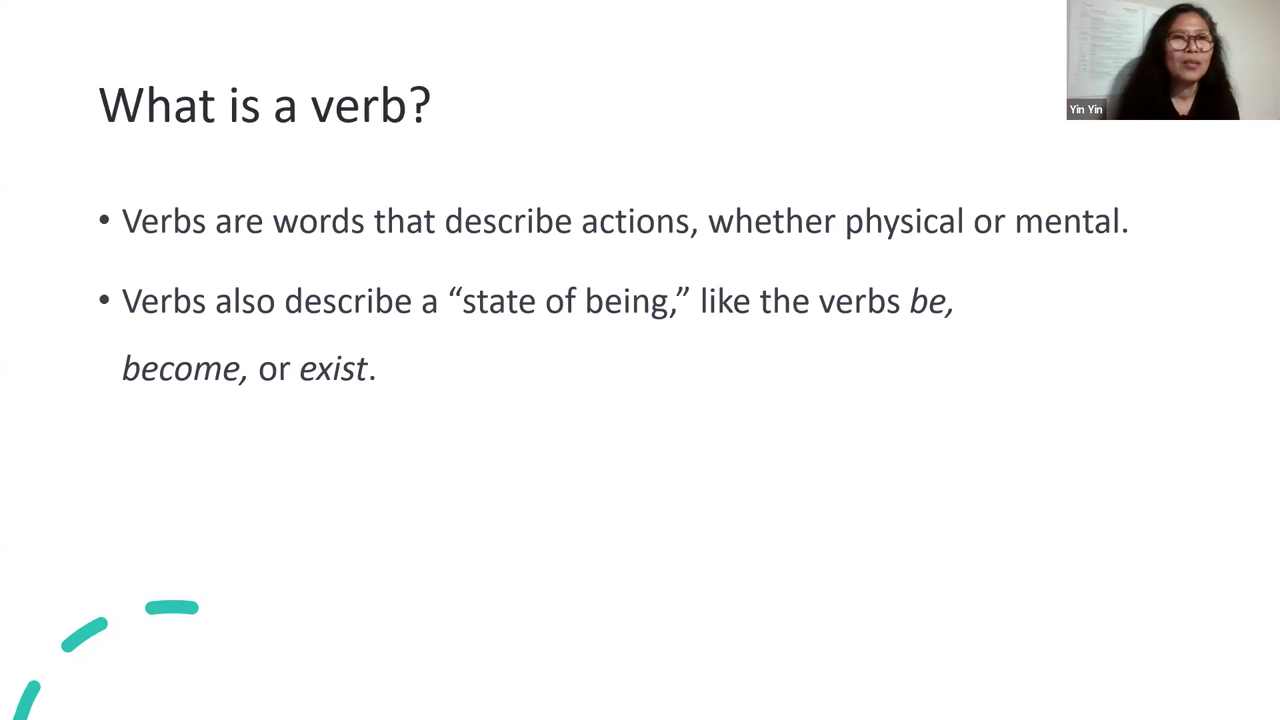 What is a verb?
• Verbs are words that describe actions, whether physical or mental.
• Verbs also describe a “state of being,” like the verbs be,
become, or exist.
Yin Yin